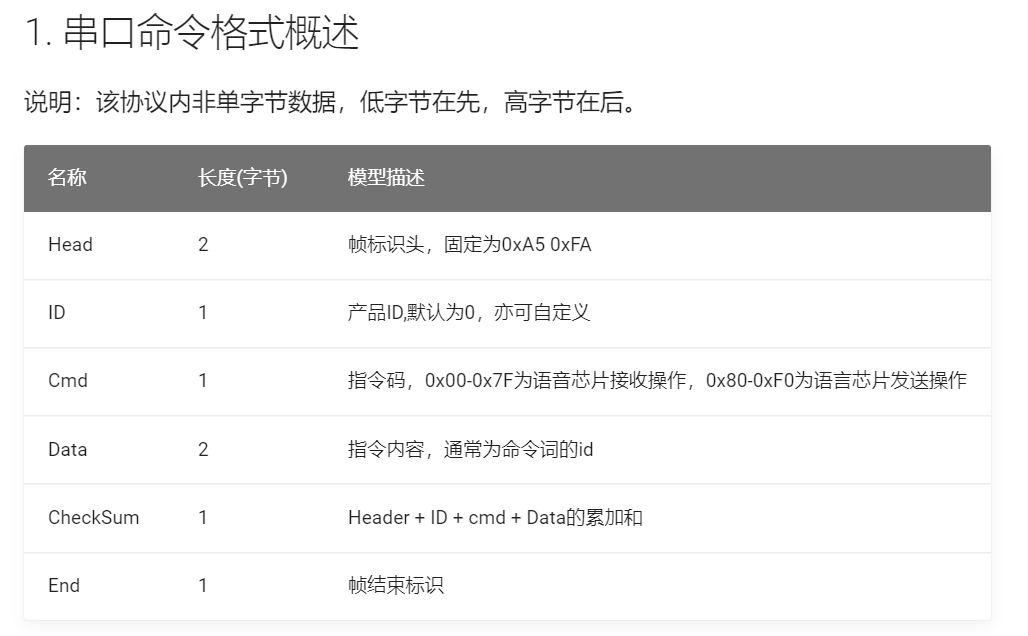 1. 串口命令格式概述
说明：该协议内非单字节数据，低字节在先，高字节在后。
名称 长度(字节) 模型描述
Head 2 帧标识头，固定为0xA5 0xFA
ID 1 产品ID,默认为0，亦可自定义
Cmd 1 指令码，0x00-0x7F为语音芯片接收操作，0x80-0xF0为语言芯片发送操作
Data 2 指令内容，通常为命令词的id
CheckSum 1 Header + ID + cmd + Data的累加和
End 1 帧结束标识